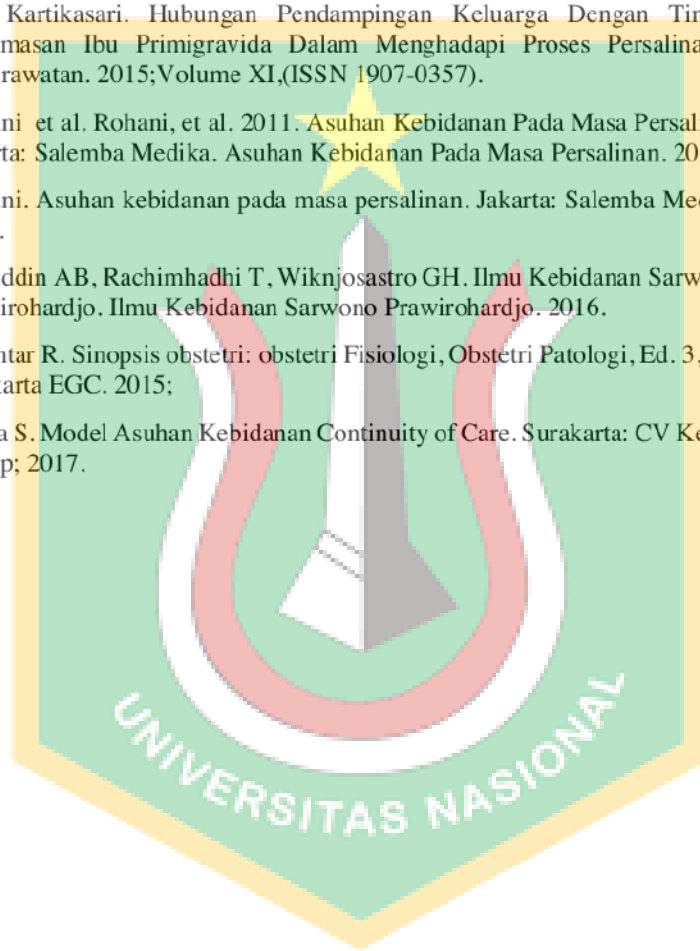 Kartikasari. Hubungan Pendampingan Keluarga Dengan Tin
masan Ibu Primigravida Dalam Menghadapi Proses Persalina
rawatan. 2015;Volume XI,(ISSN 1907-0357).
ni et al. Rohani, et al. 2011. Asuhan Kebidanan Pada Masa Persali
rta: Salemba Medika. Asuhan Kebidanan Pada Masa Persalinan. 20
ni. Asuhan kebidanan pada masa persalinan. Jakarta: Salemba Me
.
ddin AB, Rachimhadhi T, Wiknjosastro GH. Ilmu Kebidanan Sarw
irohardjo. Ilmu Kebidanan Sarwono Prawirohardjo. 2016.
ntar R. Sinopsis obstetri: obstetri Fisiologi, Obstetri Patologi, Ed. 3,
karta EGC. 2015;
a S. Model Asuhan Kebidanan Continuity of Care. Surakarta: CV Ke
p; 2017.
UNIVERSITAS NASIONAL